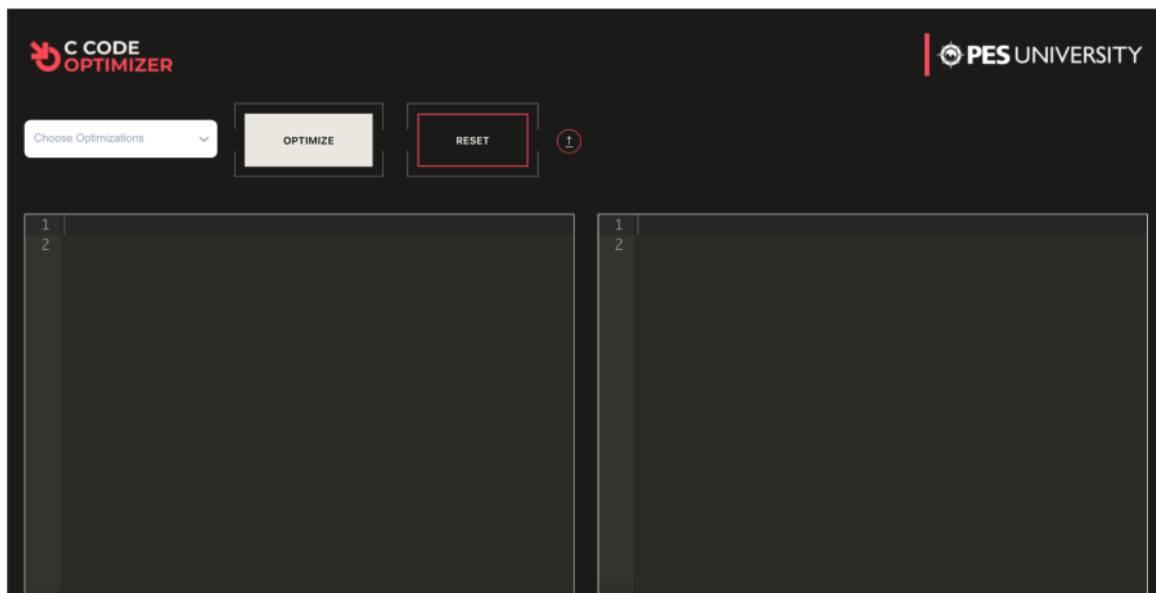 C CODE
OPTIMIZER
PES UNIVERSITY
Choose Optimizations
OPTIMIZE
RESET
1
2
1
2